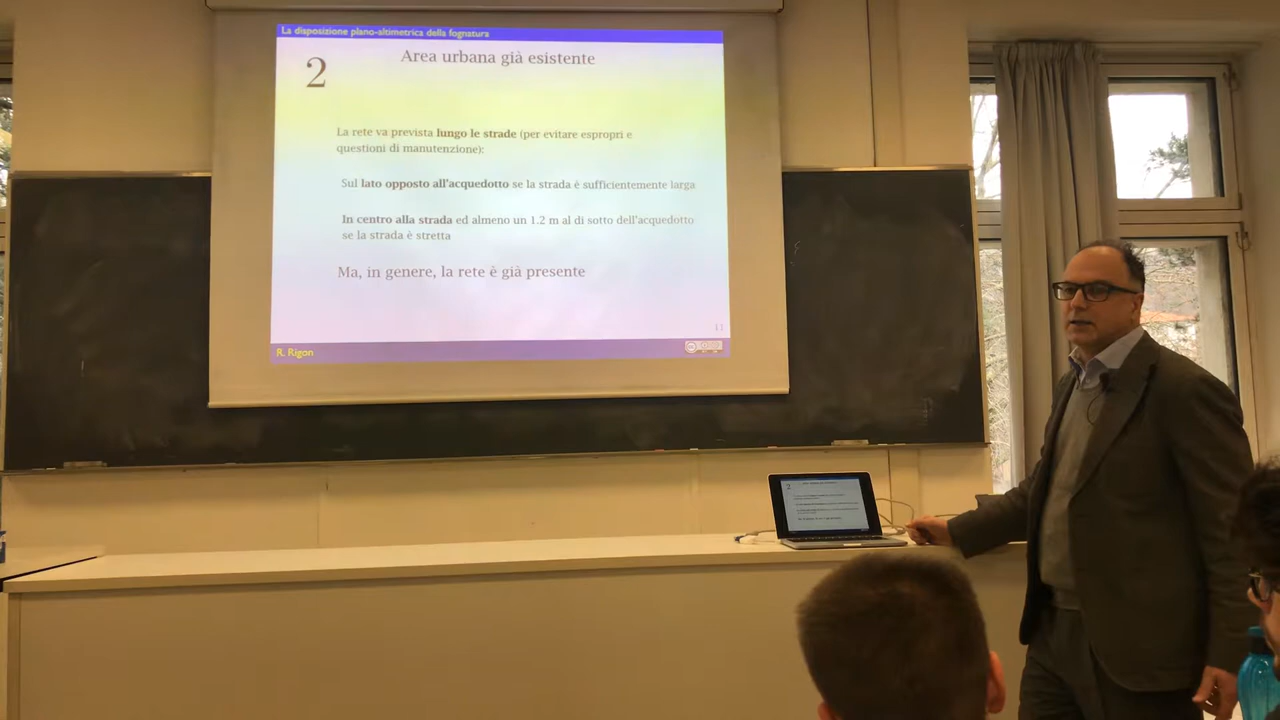 La disposizione plano-altimetrica della fognatura
2
Area urbana già esistente
La rete va prevista lungo le strade (per evitare espropri e
questioni di manutenzione):
Sul lato opposto all'acquedotto se la strada è sufficientemente larga
In centro alla strada ed almeno un 1.2 m al di sotto dell'acquedotto
se la strada è stretta
Ma, in genere, la rete è già presente
11
R. Rigon